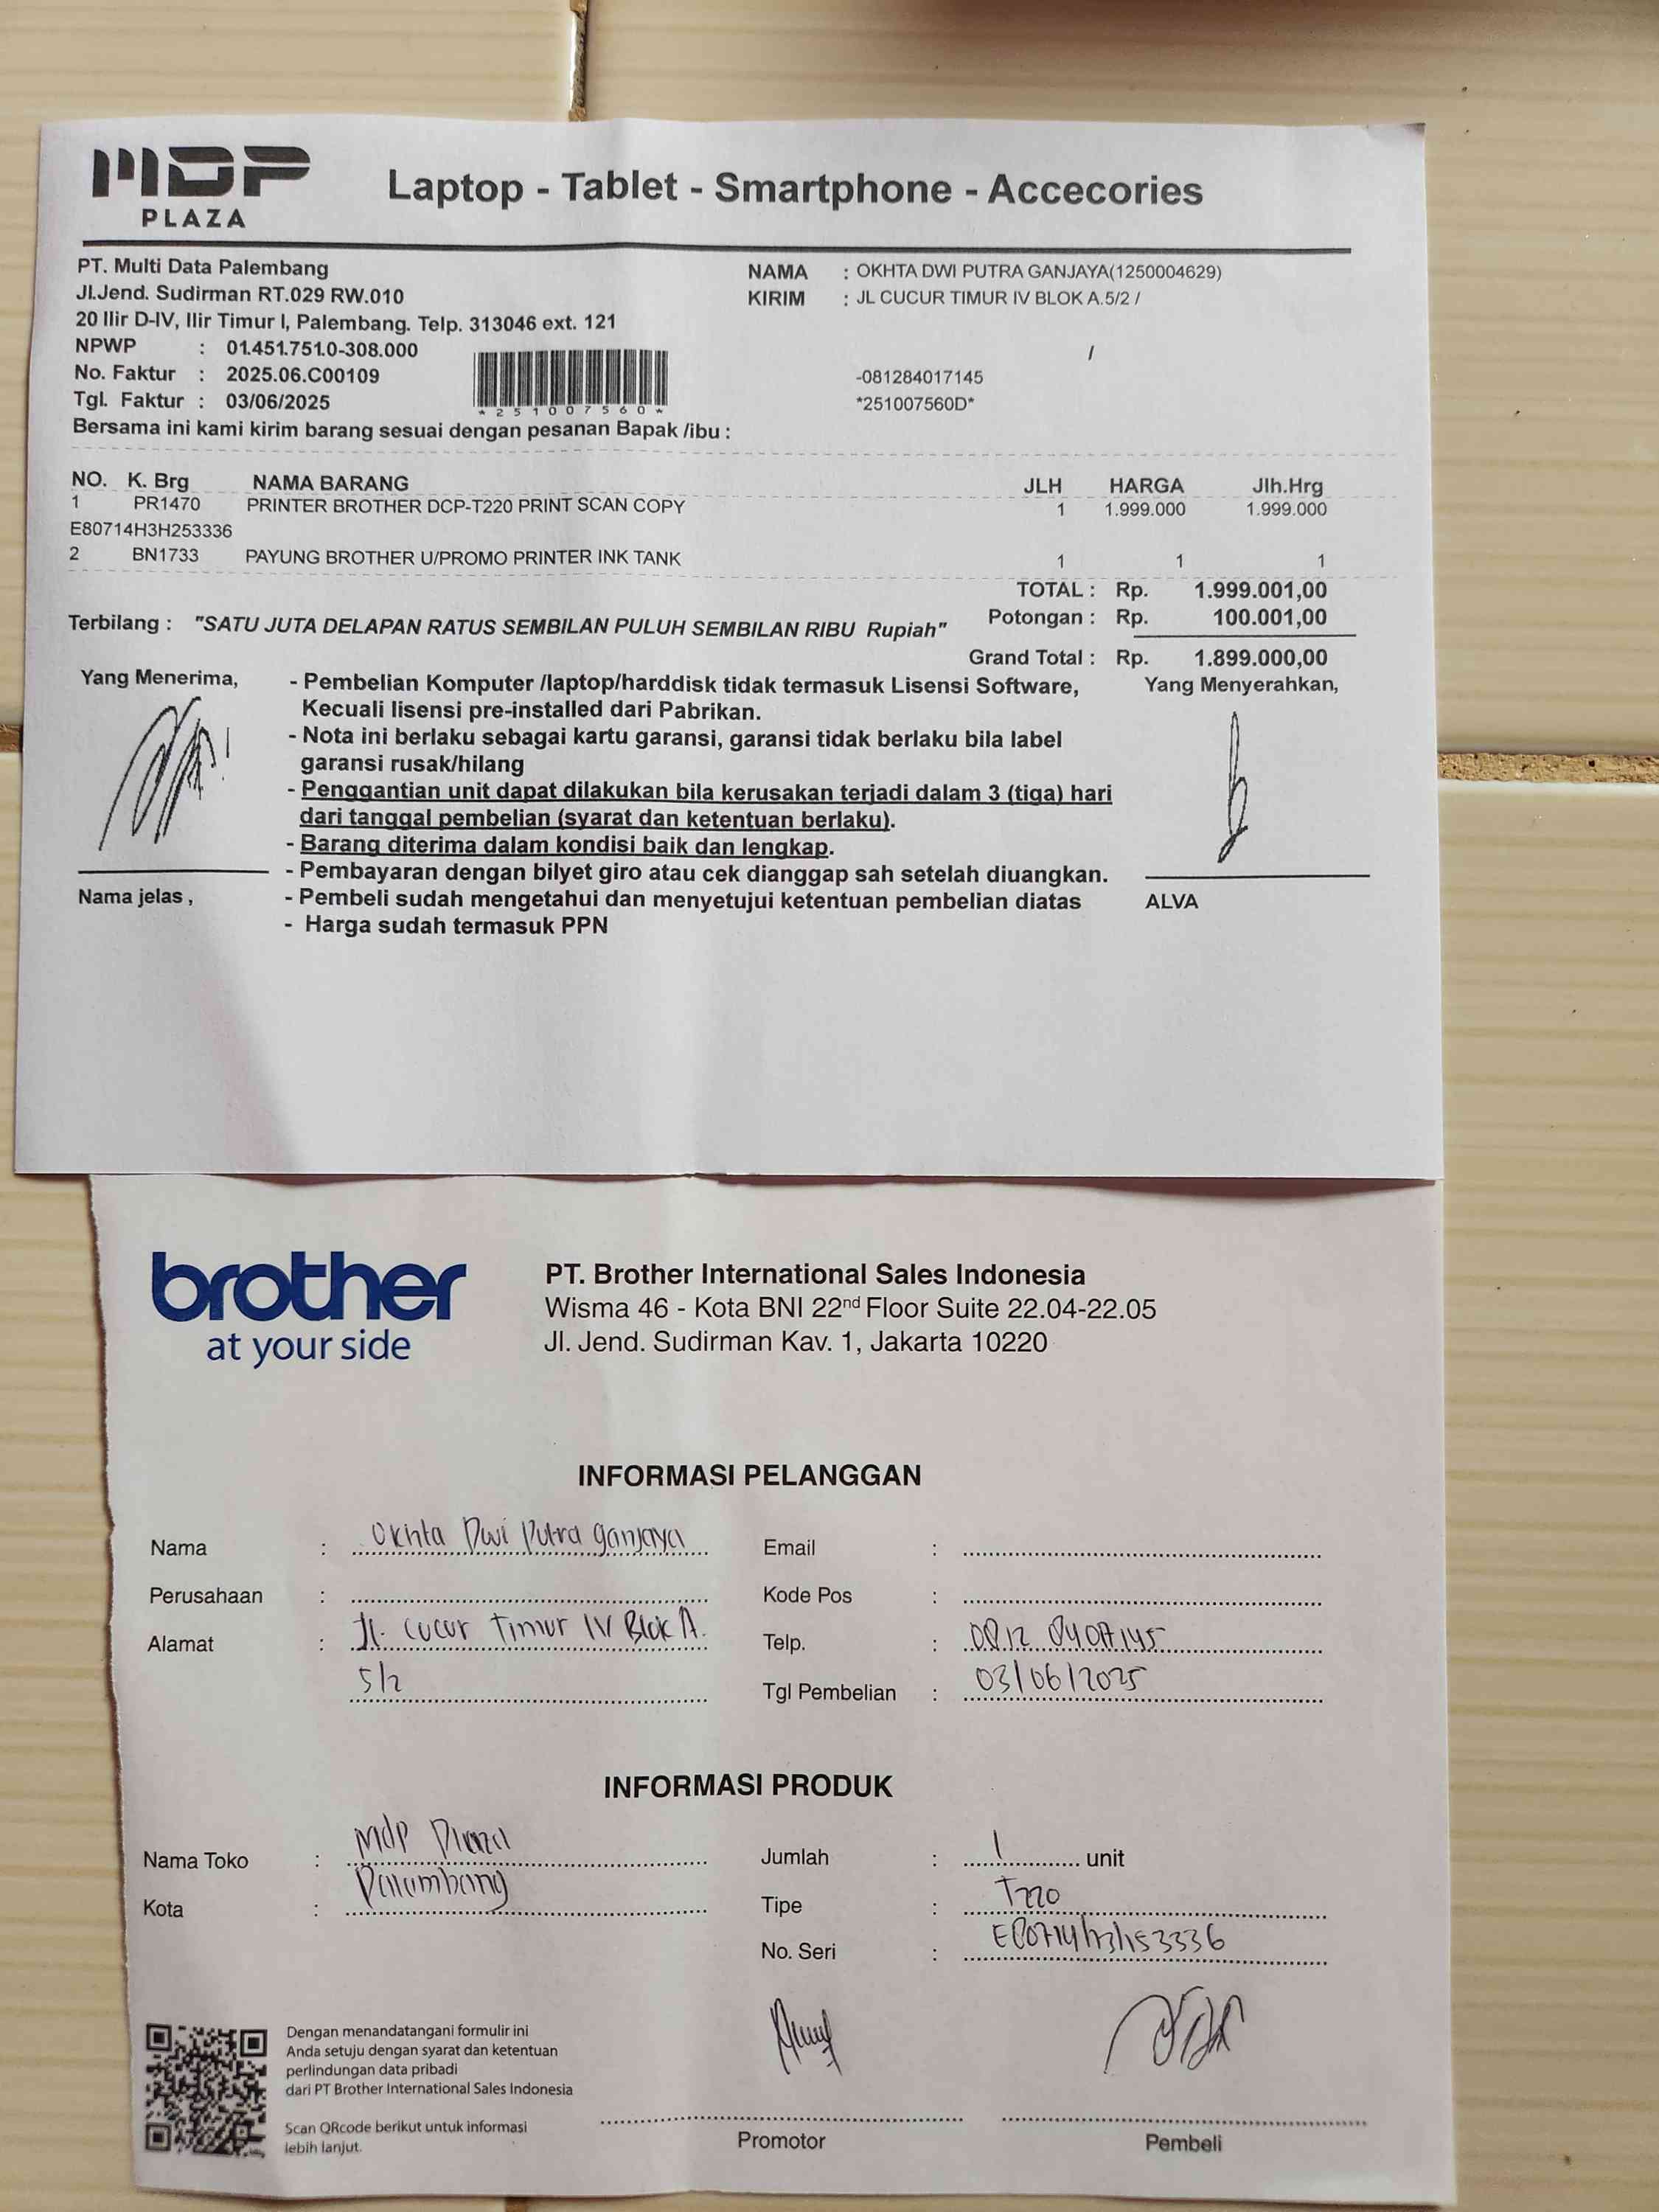 MDP
PLAZA
Laptop - Tablet - Smartphone - Accecories
PT. Multi Data Palembang
Jl.Jend. Sudirman RT.029 RW.010
20 Ilir D-IV, Ilir Timur I, Palembang. Telp. 313046 ext. 121
NPWP : 01.451.751.0-308.000
No. Faktur : 2025.06.C00109
Tgl. Faktur : 03/06/2025
*251007560*
NAMA : OKHTA DWI PUTRA GANJAYA(1250004629)
KIRIM : JL CUCUR TIMUR IV BLOK A.5/2 /
/
-081284017145
*251007560D*
Bersama ini kami kirim barang sesuai dengan pesanan Bapak /ibu :
NO. K. Brg NAMA BARANG JLH HARGA Jlh.Hrg
1 PR1470 PRINTER BROTHER DCP-T220 PRINT SCAN COPY 1 1.999.000 1.999.000
E80714H3H253336
2 BN1733 PAYUNG BROTHER U/PROMO PRINTER INK TANK 1 1 1
TOTAL : Rp. 1.999.001,00
Potongan : Rp. 100.001,00
Terbilang : "SATU JUTA DELAPAN RATUS SEMBILAN PULUH SEMBILAN RIBU Rupiah"
Grand Total : Rp. 1.899.000,00
Yang Menerima,
- Pembelian Komputer /laptop/harddisk tidak termasuk Lisensi Software,
Kecuali lisensi pre-installed dari Pabrikan.
- Nota ini berlaku sebagai kartu garansi, garansi tidak berlaku bila label
garansi rusak/hilang
- Penggantian unit dapat dilakukan bila kerusakan terjadi dalam 3 (tiga) hari
dari tanggal pembelian (syarat dan ketentuan berlaku).
- Barang diterima dalam kondisi baik dan lengkap.
- Pembayaran dengan bilyet giro atau cek dianggap sah setelah diuangkan.
- Pembeli sudah mengetahui dan menyetujui ketentuan pembelian diatas
- Harga sudah termasuk PPN
Yang Menyerahkan,
Nama jelas ,
ALVA
brother
at your side
PT. Brother International Sales Indonesia
Wisma 46 - Kota BNI 22nd Floor Suite 22.04-22.05
Jl. Jend. Sudirman Kav. 1, Jakarta 10220
INFORMASI PELANGGAN
Nama : Okhta Dwi Putra ganjaya
Email :
Perusahaan :
Kode Pos :
Alamat : Jl. Cucur Timur IV Blok A.
5/2
Telp. :
Tgl Pembelian : 03/06/2025
INFORMASI PRODUK
Nama Toko : Mdp Plaza
Jumlah : 1 unit
Kota : Palembang
Tipe : T220
No. Seri :
Dengan menandatangani formulir ini
Anda setuju dengan syarat dan ketentuan
perlindungan data pribadi
dari PT Brother International Sales Indonesia
Scan QRcode berikut untuk informasi
lebih lanjut.
Promotor
Pembeli